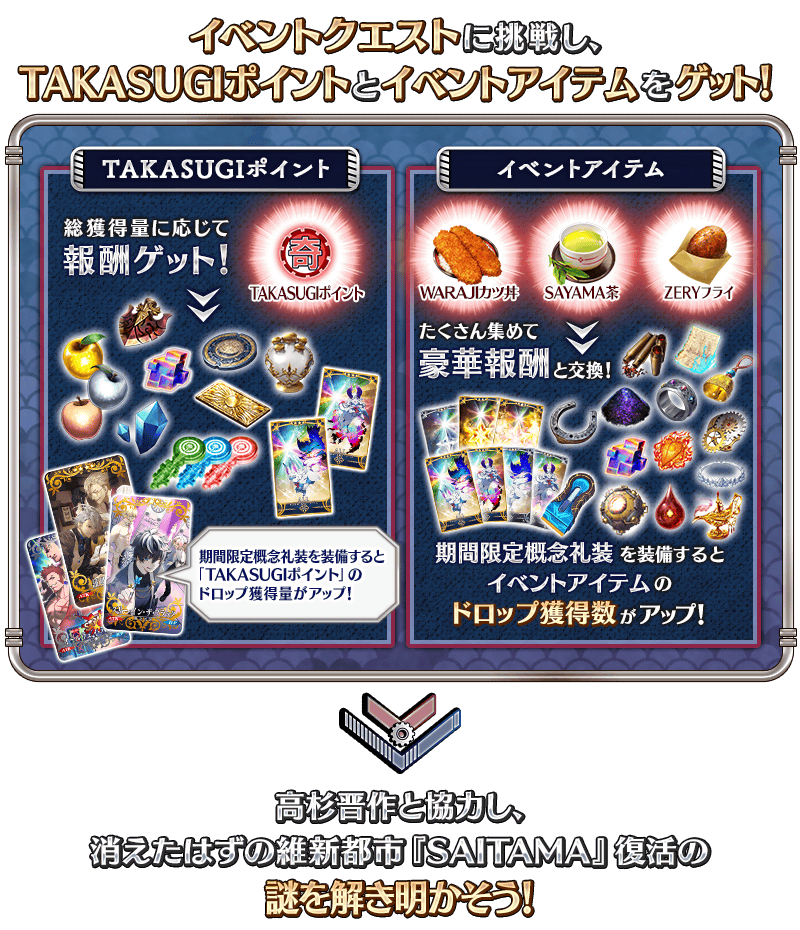 イベントクエストに挑戦し、
TAKASUGIポイントとイベントアイテムをゲット！
TAKASUGIポイント
総獲得量に応じて
報酬ゲット！
奇
TAKASUGIポイント
期間限定概念礼装を装備すると
「TAKASUGIポイント」の
ドロップ獲得量がアップ！
イベントアイテム
WARAJIカツ丼
SAYAMA茶
ZERYフライ
たくさん集めて
豪華報酬と交換！
期間限定概念礼装 を装備すると
イベントアイテムの
ドロップ獲得数がアップ！
高杉晋作と協力し、
消えたはずの維新都市『SAITAMA』復活の
謎を解き明かそう！